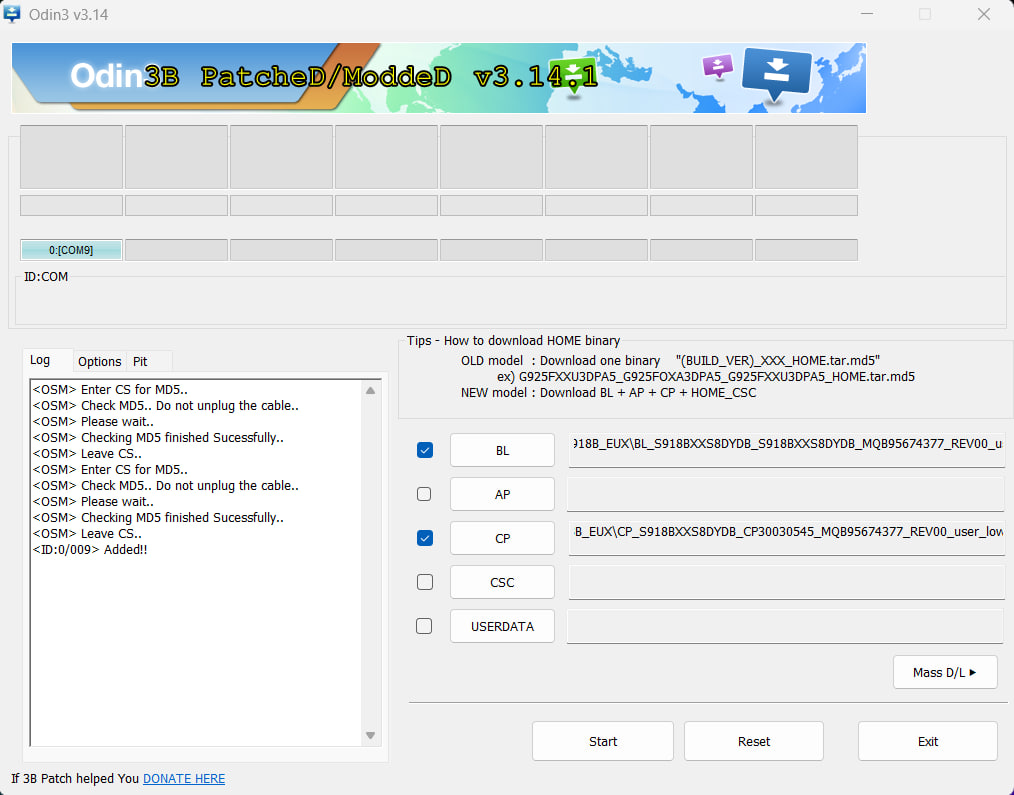 Odin3 v3.14
Odin3B PatcheD/ModdeD v3.14.1
0:[COM9]
ID:COM
Log
Options
Pit
<OSM> Enter CS for MD5..
<OSM> Check MD5.. Do not unplug the cable..
<OSM> Please wait..
<OSM> Checking MD5 finished Sucessfully..
<OSM> Leave CS..
<OSM> Enter CS for MD5..
<OSM> Check MD5.. Do not unplug the cable..
<OSM> Please wait..
<OSM> Checking MD5 finished Sucessfully..
<OSM> Leave CS..
<ID:0/009> Added!!
Tips - How to download HOME binary
OLD model : Download one binary "(BUILD_VER)_XXX_HOME.tar.md5"
ex) G925FXXU3DPA5_G925FOXA3DPA5_G925FXXU3DPA5_HOME.tar.md5
NEW model : Download BL + AP + CP + HOME_CSC
BL
918B_EUX\BL_S918BXXS8DYDB_S918BXXS8DYDB_MQB95674377_REV00_u
AP
CP
B_EUX\CP_S918BXXS8DYDB_CP30030545_MQB95674377_REV00_user_low
CSC
USERDATA
Mass D/L
Start
Reset
Exit
If 3B Patch helped You DONATE HERE